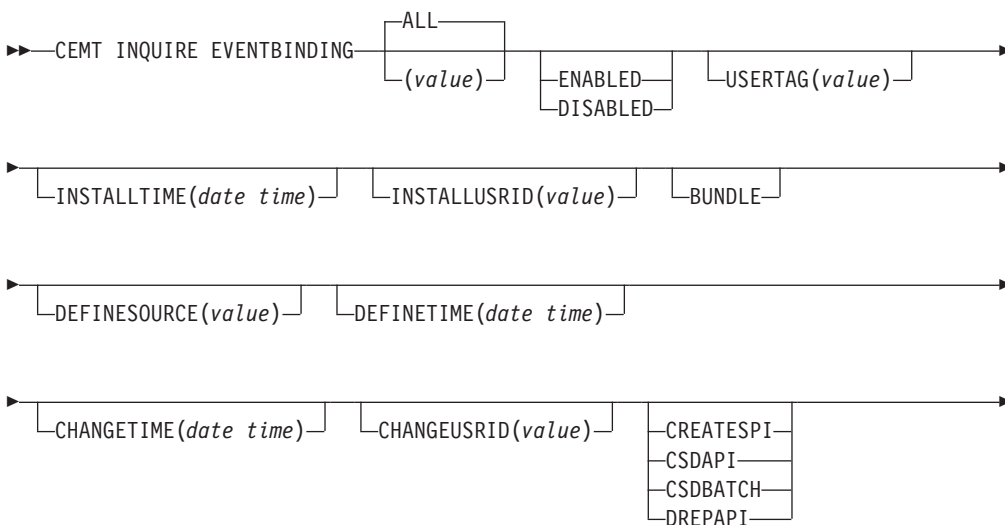 ALL
CEMT INQUIRE EVENTBINDING
(value)
ENABLED
DISABLED
USERTAG(value)
INSTALLTIME(date time)
INSTALLUSRID(value)
BUNDLE
DEFINESOURCE(value)
DEFINETIME(date time)
CHANGETIME(date time)
CHANGEUSRID(value)
CREATESPI
CSDAPI
CSDBATCH
DREPAPI